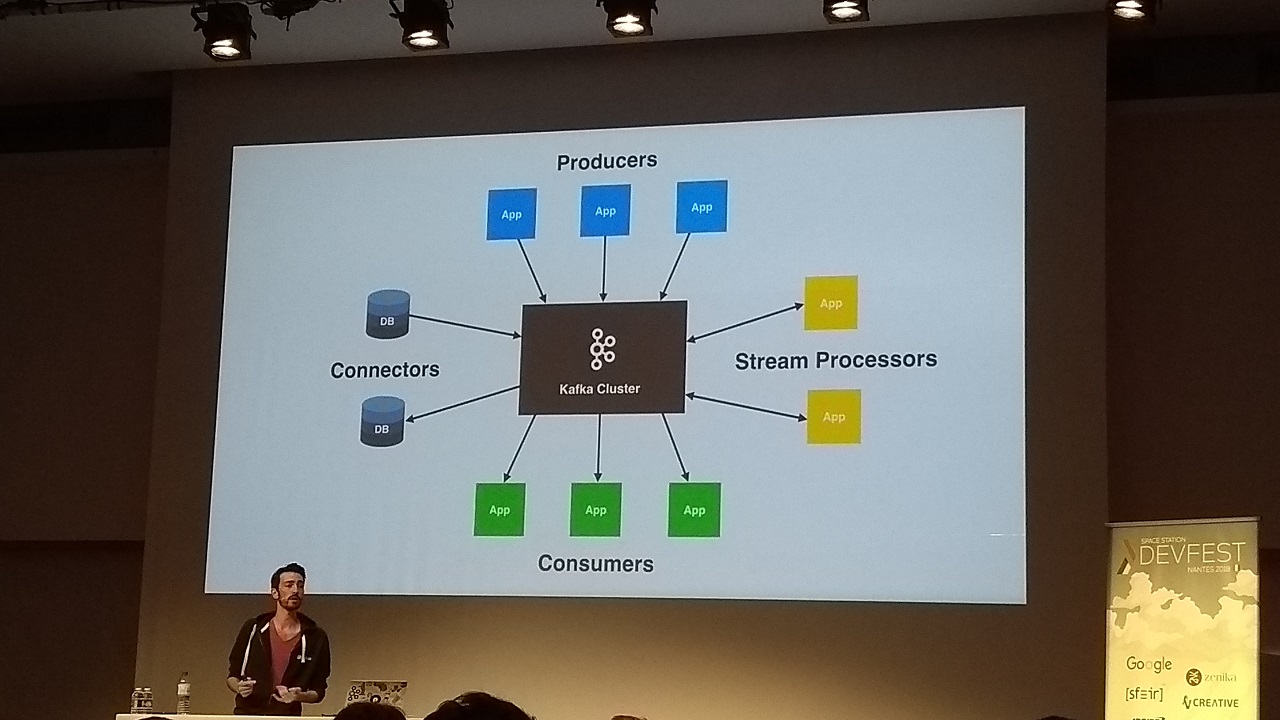 Producers
App
App
App
DB
App
Connectors
Stream Processors
Kafka Cluster
DB
App
App
App
App
Consumers
SPACE STATION
DEVFEST
NANTES 2018
Google
zenika
[sfeir]
CREATIVE